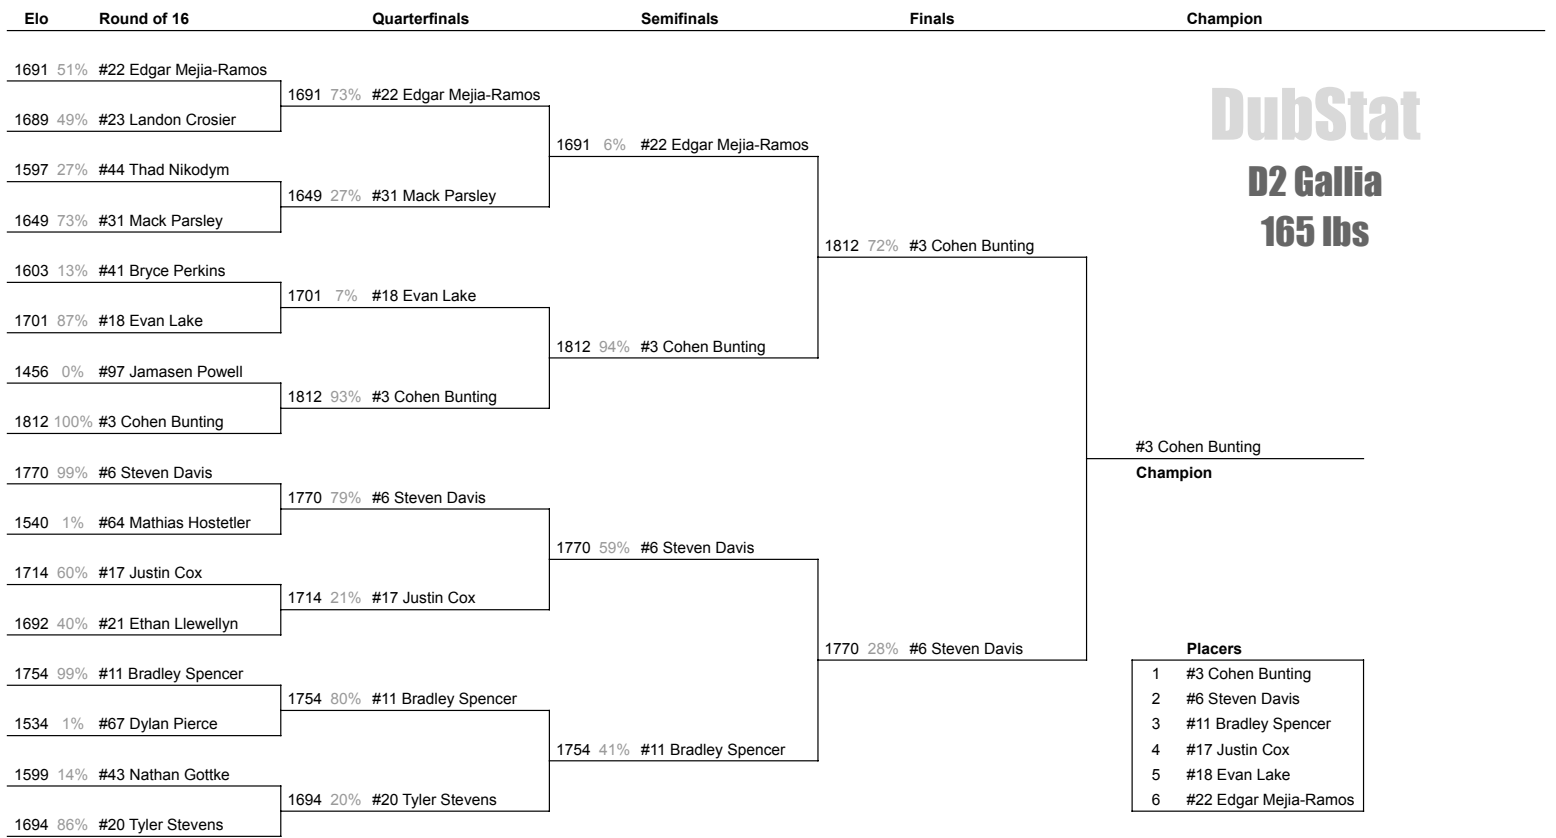 Elo Round of 16 Quarterfinals Semifinals Finals Champion
1691 51% #22 Edgar Mejia-Ramos
1691 73% #22 Edgar Mejia-Ramos
DubStat
1689 49% #23 Landon Crosier
1691 6% #22 Edgar Mejia-Ramos
1597 27% #44 Thad Nikodym
D2 Gallia
1649 27% #31 Mack Parsley
1649 73% #31 Mack Parsley
165 lbs
1812 72% #3 Cohen Bunting
1603 13% #41 Bryce Perkins
1701 7% #18 Evan Lake
1701 87% #18 Evan Lake
1812 94% #3 Cohen Bunting
1456 0% #97 Jamasen Powell
1812 93% #3 Cohen Bunting
1812 100% #3 Cohen Bunting
#3 Cohen Bunting
Champion
1770 99% #6 Steven Davis
1770 79% #6 Steven Davis
1540 1% #64 Mathias Hostetler
1770 59% #6 Steven Davis
1714 60% #17 Justin Cox
1714 21% #17 Justin Cox
1692 40% #21 Ethan Llewellyn
1770 28% #6 Steven Davis
Placers
1754 99% #11 Bradley Spencer
1 #3 Cohen Bunting
1754 80% #11 Bradley Spencer
2 #6 Steven Davis
1534 1% #67 Dylan Pierce
3 #11 Bradley Spencer
1754 41% #11 Bradley Spencer
4 #17 Justin Cox
1599 14% #43 Nathan Gottke
5 #18 Evan Lake
1694 20% #20 Tyler Stevens
6 #22 Edgar Mejia-Ramos
1694 86% #20 Tyler Stevens